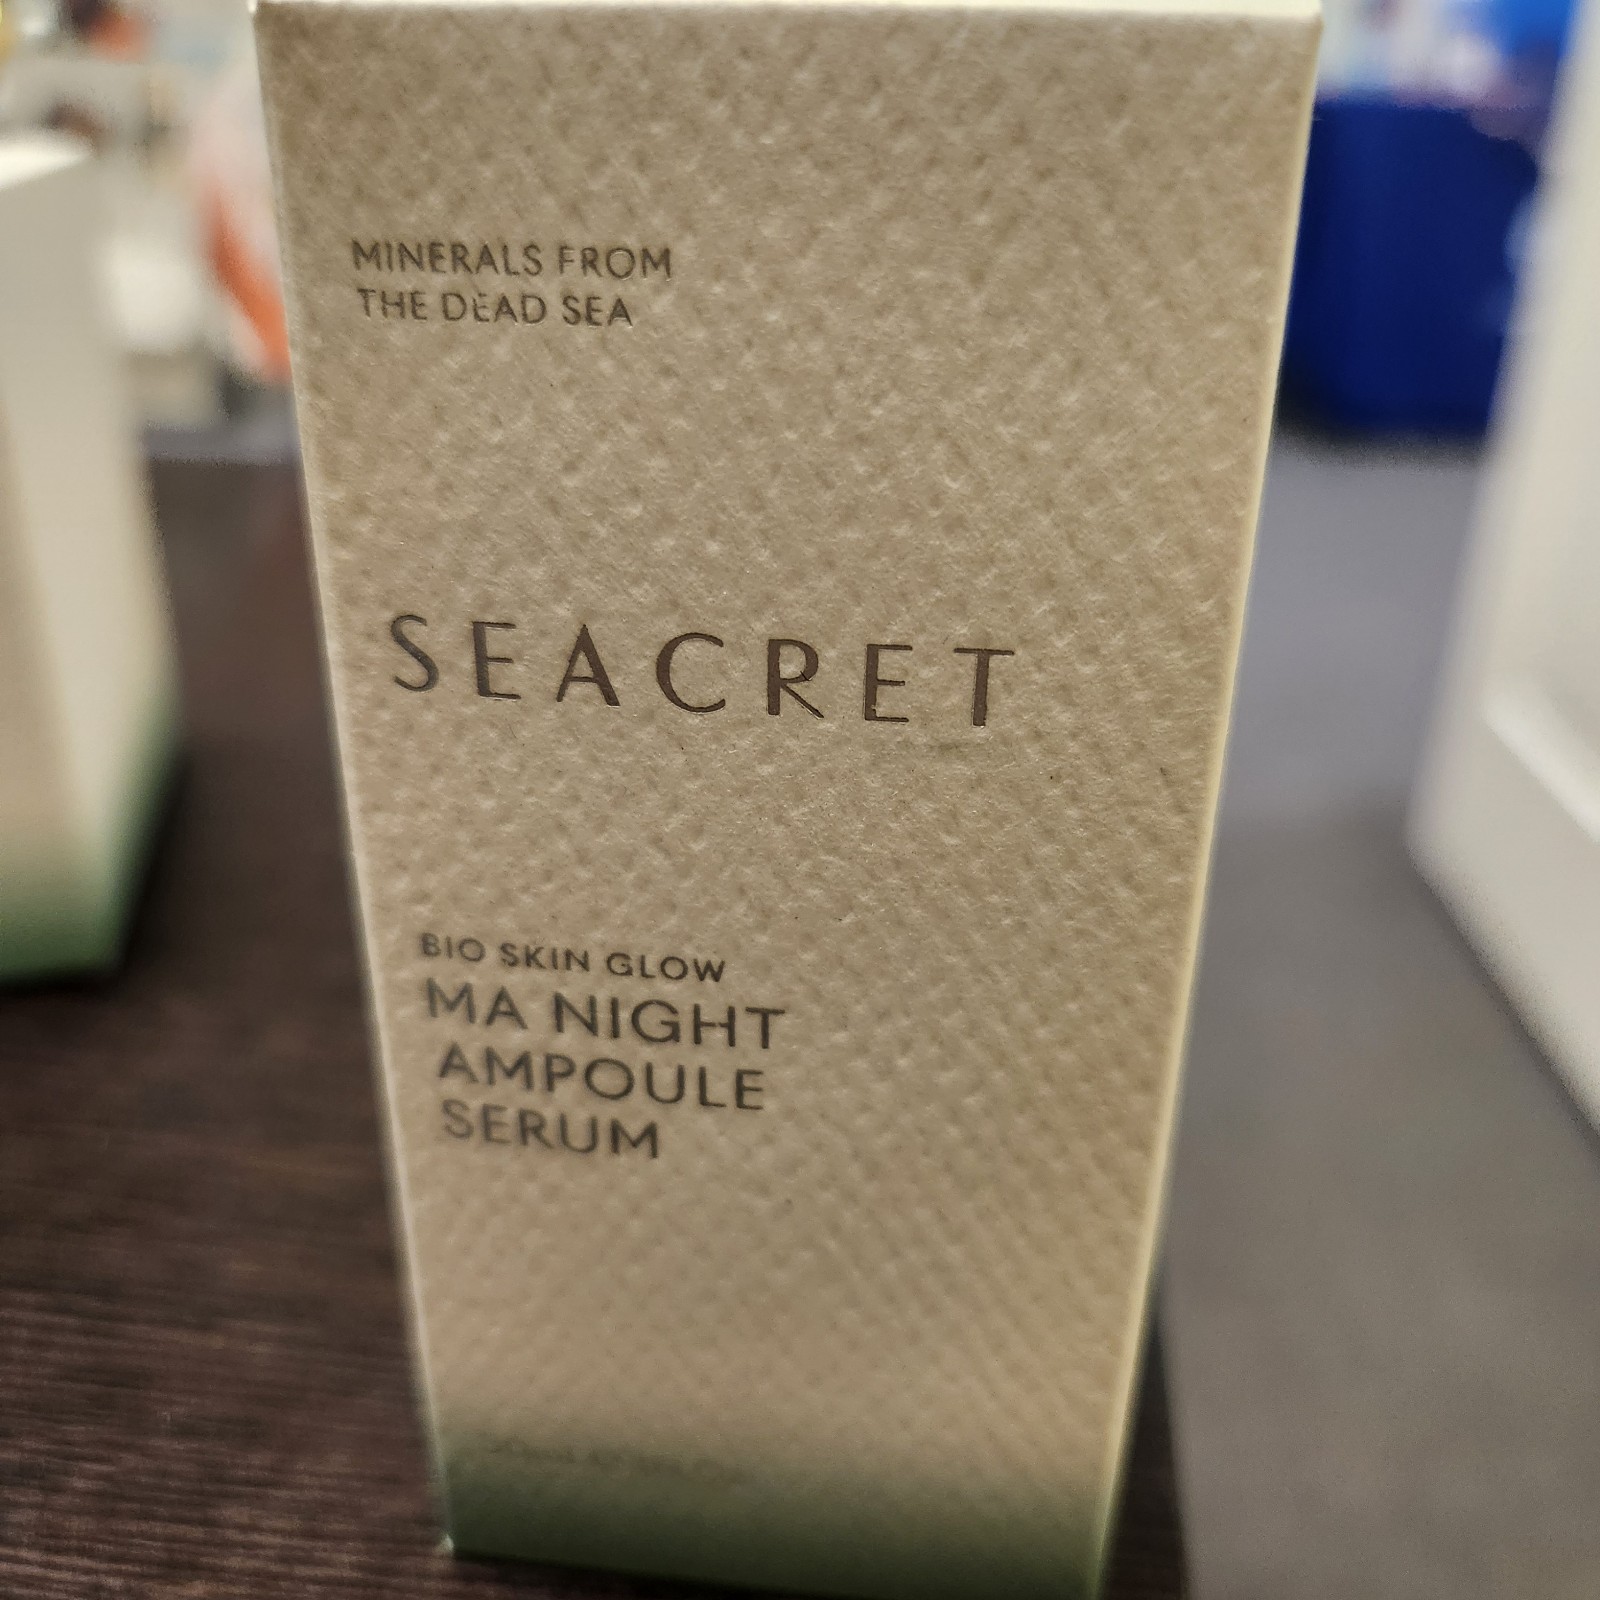 MINERALS FROM
THE DEAD SEA
SEACRET
BIO SKIN GLOW
MA NIGHT
AMPOULE
SERUM